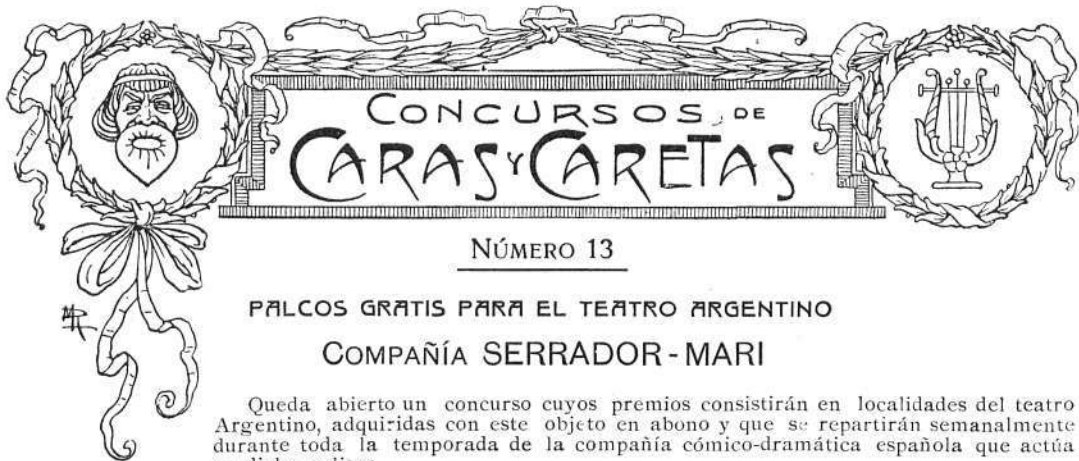 CONCURSOS DE
CARAS Y CARETAS
NÚMERO 13
PALCOS GRATIS PARA EL TEATRO ARGENTINO
COMPAÑÍA SERRADOR - MARI
Queda abierto un concurso cuyos premios consistirán en localidades del teatro
Argentino, adquiridas con este objeto en abono y que se repartirán semanalmente
durante toda la temporada de la compañía cómico-dramática española que actúa